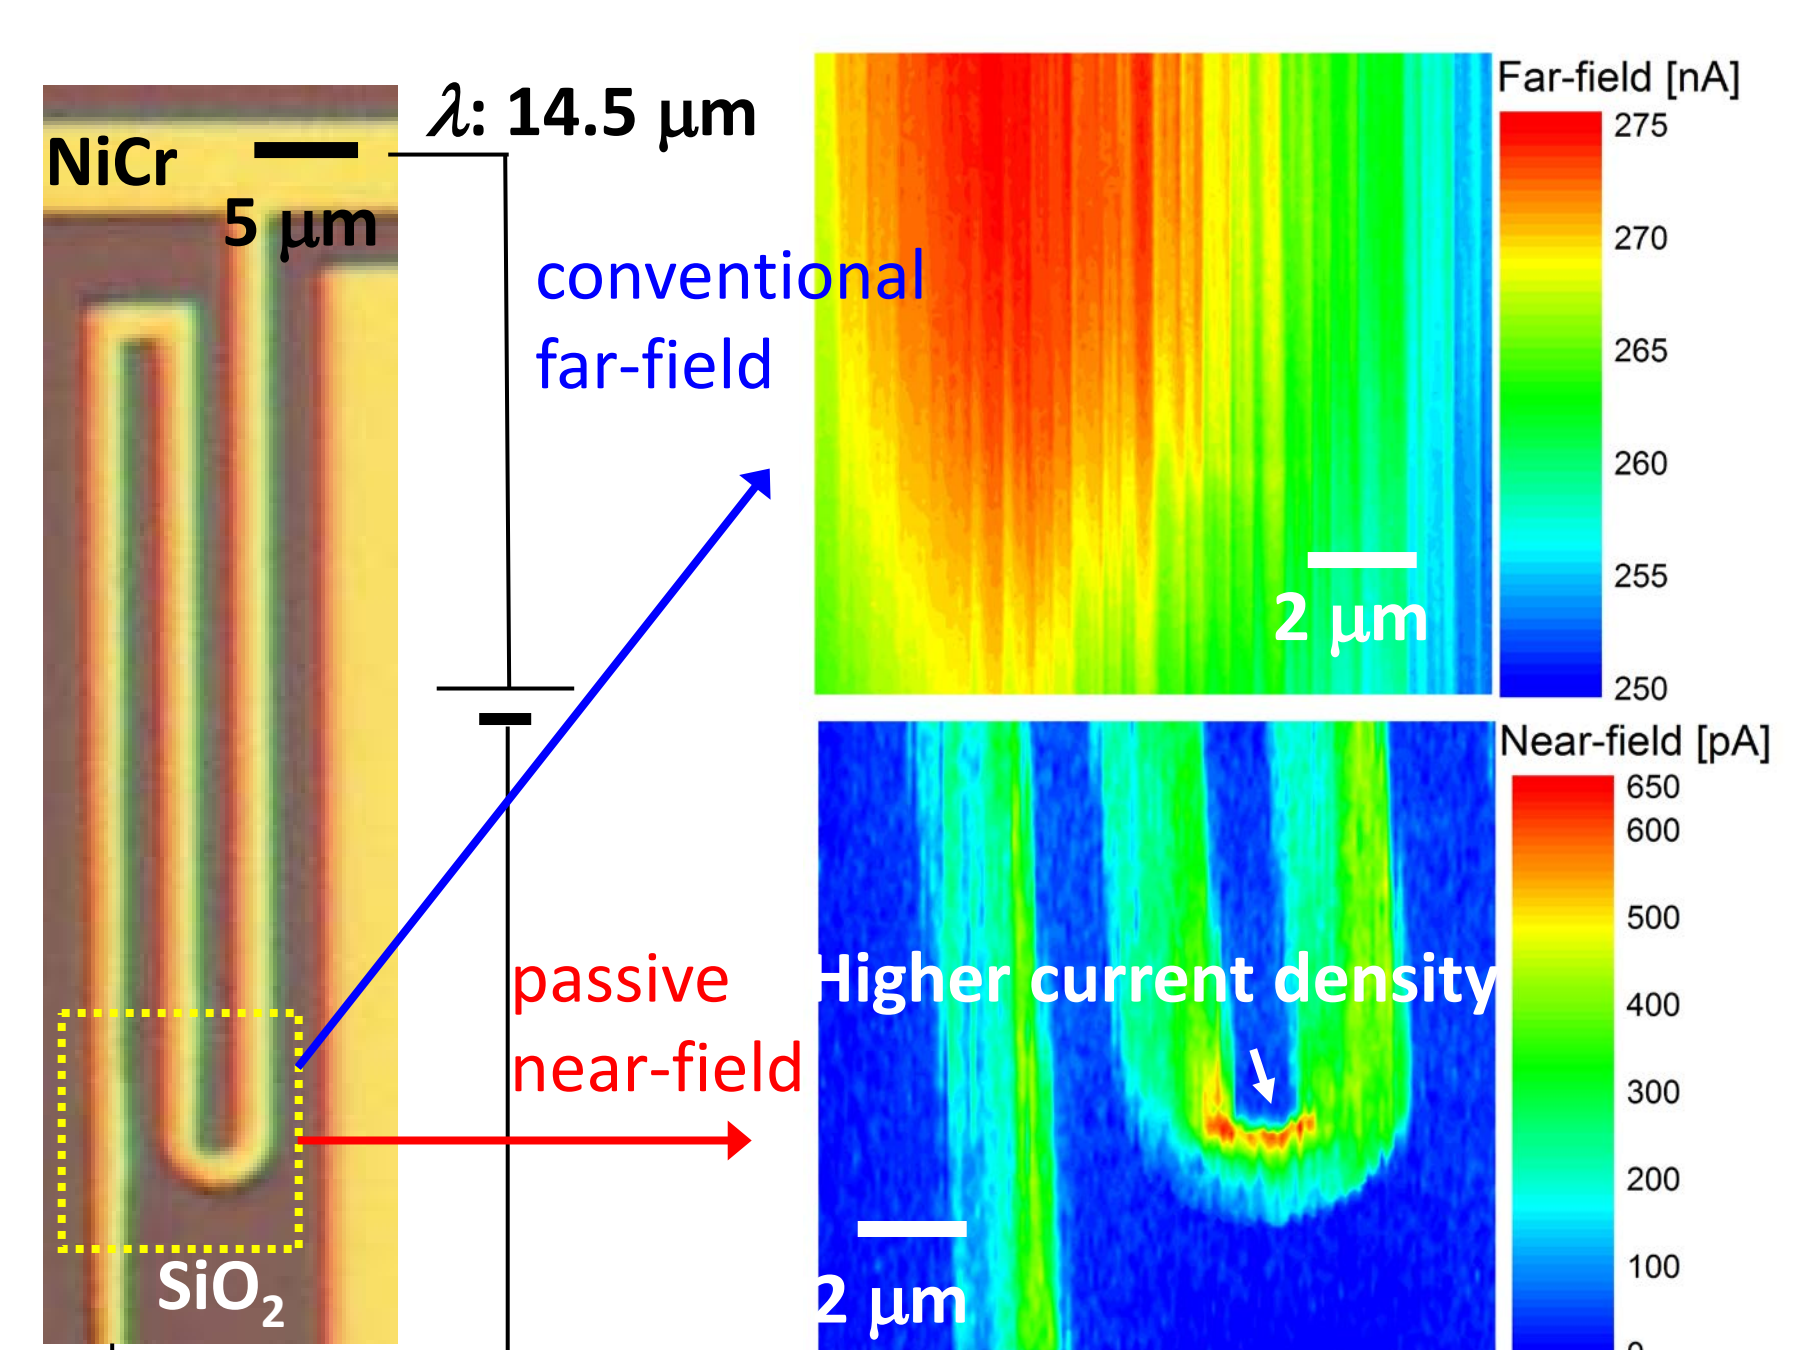 NiCr
5 μm
λ: 14.5 μm
conventional
far-field
Far-field [nA]
275
270
265
260
255
250
2 μm
passive
near-field
SiO₂
Near-field [pA]
650
600
500
400
300
200
100
0
Higher current density
2 μm